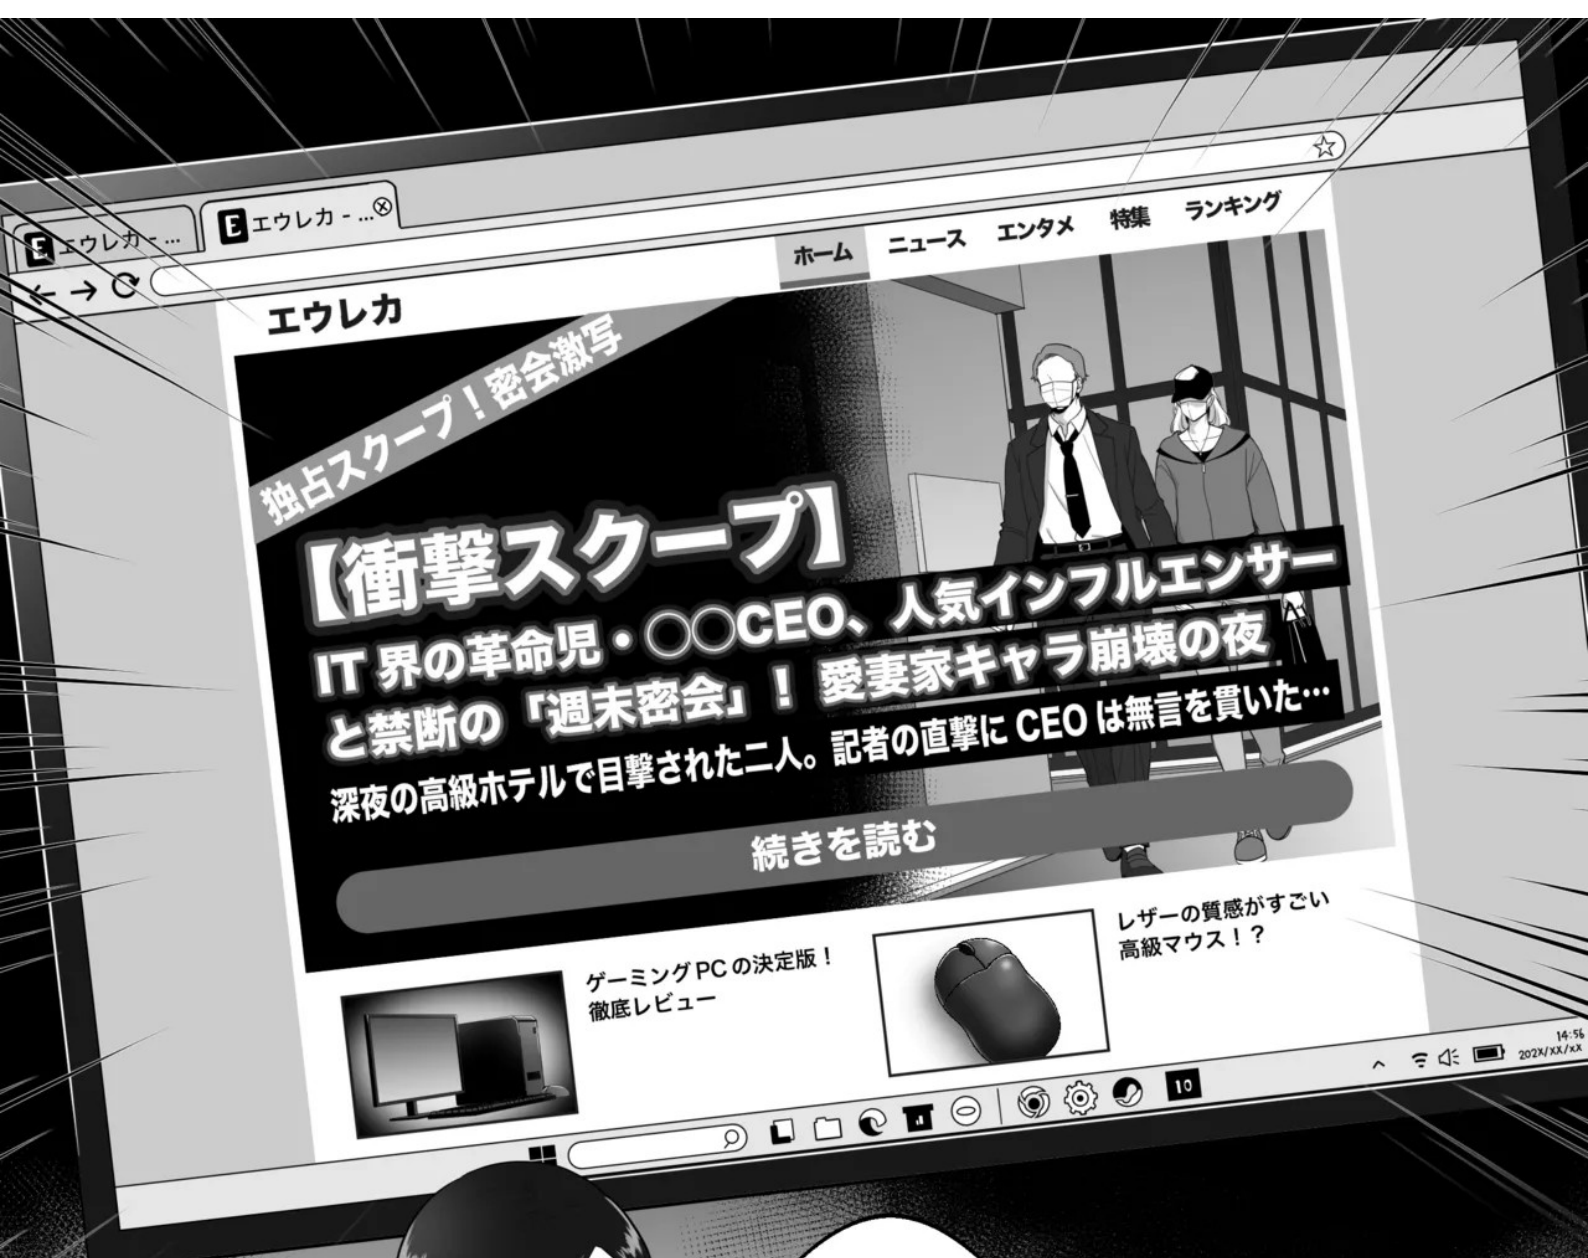 エウレカ - ...
エウレカ - ...
エウレカ
ホーム
ニュース
エンタメ
特集
ランキング
独占スクープ！密会激写
【衝撃スクープ】
IT界の革命児・〇〇CEO、人気インフルエンサー
と禁断の「週末密会」！ 愛妻家キャラ崩壊の夜
深夜の高級ホテルで目撃された二人。記者の直撃に CEO は無言を貫いた…
続きを読む
ゲーミングPCの決定版！
徹底レビュー
レザーの質感がすごい
高級マウス！？
10
14:56
202X/XX/XX